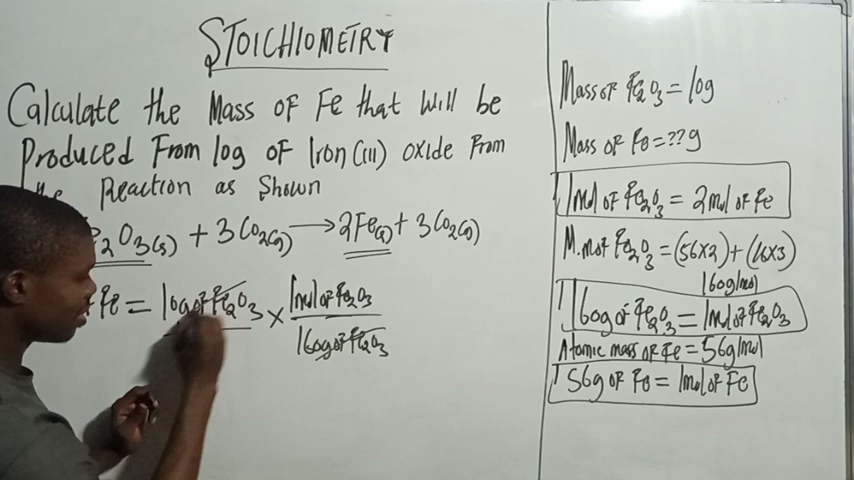 STOICHIOMETRY
Calculate the Mass of Fe that will be
Produced From 10g of Iron(III) oxide From
the Reaction as Shown
₂O₃(s) + 3CO₂(g) → 2Fe(s) + 3CO₂(g)
Fe = 10g of Fe₂O₃ × 1mol of Fe₂O₃ / 160g of Fe₂O₃
Mass of Fe₂O₃ = 10g
Mass of Fe = ??g
1mol of Fe₂O₃ = 2mol of Fe
M.m of Fe₂O₃ = (56×2) + (16×3)
160g/mol
160g of Fe₂O₃ = 1mol of Fe₂O₃
Atomic mass of Fe = 56g/mol
56g of Fe = 1mol of Fe